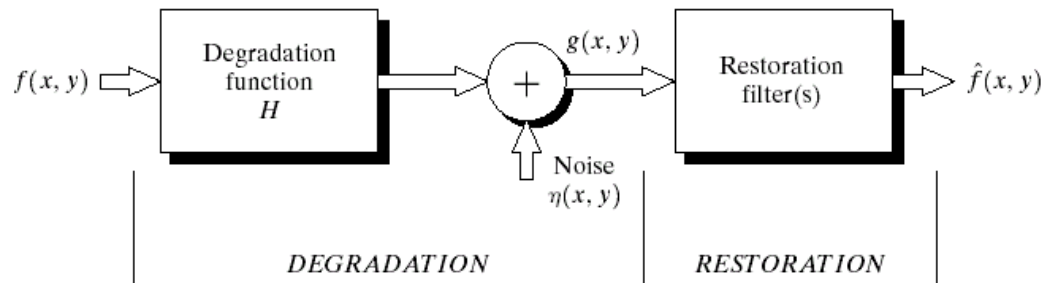 f(x, y)
Degradation
function
H
+
Noise
η(x, y)
g(x, y)
Restoration
filter(s)
f̂(x, y)
DEGRADATION
RESTORATION